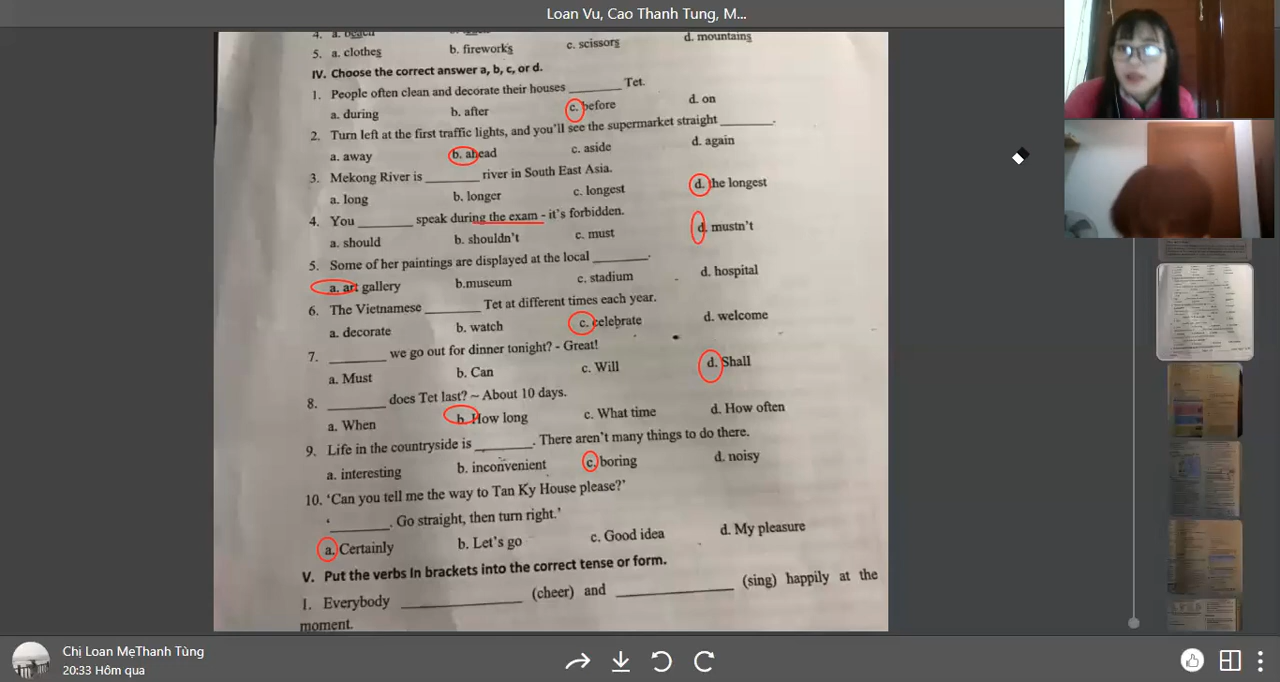 Loan Vu, Cao Thanh Tung, M...
4. a. beach
d. mountains
5. a. clothes b. fireworks c. scissors
IV. Choose the correct answer a, b, c, or d.
1. People often clean and decorate their houses ________ Tet.
a. during b. after c. before d. on
2. Turn left at the first traffic lights, and you'll see the supermarket straight ________.
a. away b. ahead c. aside d. again
3. Mekong River is ________ river in South East Asia.
a. long b. longer c. longest d. the longest
4. You ________ speak during the exam - it's forbidden.
a. should b. shouldn't c. must d. mustn't
5. Some of her paintings are displayed at the local ________.
a. art gallery b.museum c. stadium d. hospital
6. The Vietnamese ________ Tet at different times each year.
a. decorate b. watch c. celebrate d. welcome
7. ________ we go out for dinner tonight? - Great!
a. Must b. Can c. Will d. Shall
8. ________ does Tet last? ~ About 10 days.
a. When b. How long c. What time d. How often
9. Life in the countryside is ________. There aren't many things to do there.
a. interesting b. inconvenient c. boring d. noisy
10. 'Can you tell me the way to Tan Ky House please?'
'________. Go straight, then turn right.'
a. Certainly b. Let's go c. Good idea d. My pleasure
V. Put the verbs in brackets into the correct tense or form.
1. Everybody ________ (cheer) and ________ (sing) happily at the
moment.
Chị Loan MẹThanh Tùng
20:33 Hôm qua